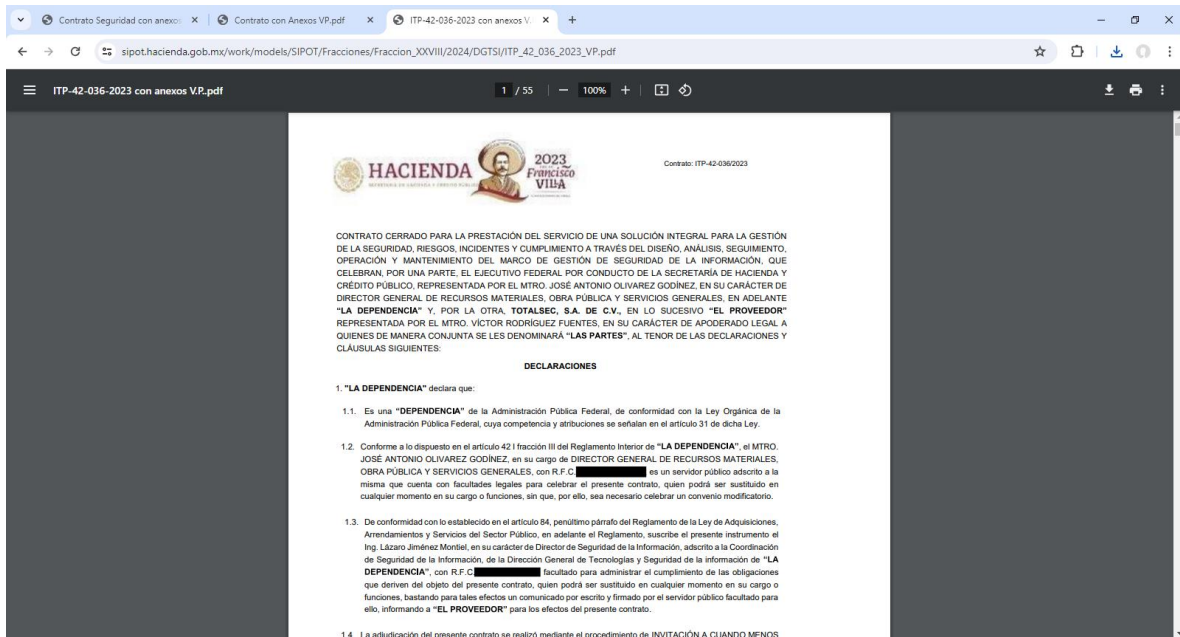 Contrato Seguridad con anexos
Contrato con Anexos VP.pdf
ITP-42-036-2023 con anexos V.
sipot.hacienda.gob.mx/work/models/SIPOT/Fracciones/Fraccion_XXVIII/2024/DGTSI/ITP_42_036_2023_VP.pdf
ITP-42-036-2023 con anexos V.P..pdf
1 / 55
100%
HACIENDA
SECRETARÍA DE HACIENDA Y CRÉDITO PÚBLICO
2023
Francisco
VILLA
Contrato: ITP-42-036/2023
CONTRATO CERRADO PARA LA PRESTACIÓN DEL SERVICIO DE UNA SOLUCIÓN INTEGRAL PARA LA GESTIÓN
DE LA SEGURIDAD, RIESGOS, INCIDENTES Y CUMPLIMIENTO A TRAVÉS DEL DISEÑO, ANÁLISIS, SEGUIMIENTO,
OPERACIÓN Y MANTENIMIENTO DEL MARCO DE GESTIÓN DE SEGURIDAD DE LA INFORMACIÓN, QUE
CELEBRAN, POR UNA PARTE, EL EJECUTIVO FEDERAL POR CONDUCTO DE LA SECRETARÍA DE HACIENDA Y
CRÉDITO PÚBLICO, REPRESENTADA POR EL MTRO. JOSÉ ANTONIO OLIVAREZ GODÍNEZ, EN SU CARÁCTER DE
DIRECTOR GENERAL DE RECURSOS MATERIALES, OBRA PÚBLICA Y SERVICIOS GENERALES, EN ADELANTE
“LA DEPENDENCIA” Y, POR LA OTRA, TOTALSEC, S.A. DE C.V., EN LO SUCESIVO “EL PROVEEDOR”
REPRESENTADA POR EL MTRO. VÍCTOR RODRÍGUEZ FUENTES, EN SU CARÁCTER DE APODERADO LEGAL A
QUIENES DE MANERA CONJUNTA SE LES DENOMINARÁ “LAS PARTES”, AL TENOR DE LAS DECLARACIONES Y
CLÁUSULAS SIGUIENTES:
DECLARACIONES
1. "LA DEPENDENCIA" declara que:
1.1. Es una “DEPENDENCIA” de la Administración Pública Federal, de conformidad con la Ley Orgánica de la
Administración Pública Federal, cuya competencia y atribuciones se señalan en el artículo 31 de dicha Ley.
1.2. Conforme a lo dispuesto en el artículo 42 I fracción III del Reglamento Interior de “LA DEPENDENCIA”, el MTRO.
JOSÉ ANTONIO OLIVAREZ GODÍNEZ, en su cargo de DIRECTOR GENERAL DE RECURSOS MATERIALES,
OBRA PÚBLICA Y SERVICIOS GENERALES, con R.F.C. es un servidor público adscrito a la
misma que cuenta con facultades legales para celebrar el presente contrato, quien podrá ser sustituido en
cualquier momento en su cargo o funciones, sin que, por ello, sea necesario celebrar un convenio modificatorio.
1.3. De conformidad con lo establecido en el artículo 84, penúltimo párrafo del Reglamento de la Ley de Adquisiciones,
Arrendamientos y Servicios del Sector Público, en adelante el Reglamento, suscribe el presente instrumento el
Ing. Lázaro Jiménez Montiel, en su carácter de Director de Seguridad de la Información, adscrito a la Coordinación
de Seguridad de la Información, de la Dirección General de Tecnologías y Seguridad de la información de “LA
DEPENDENCIA”, con R.F.C. facultado para administrar el cumplimiento de las obligaciones
que deriven del objeto del presente contrato, quien podrá ser sustituido en cualquier momento en su cargo o
funciones, bastando para tales efectos un comunicado por escrito y firmado por el servidor público facultado para
ello, informando a “EL PROVEEDOR” para los efectos del presente contrato.
1.4. La adjudicación del presente contrato se realizó mediante el procedimiento de INVITACIÓN A CUANDO MENOS